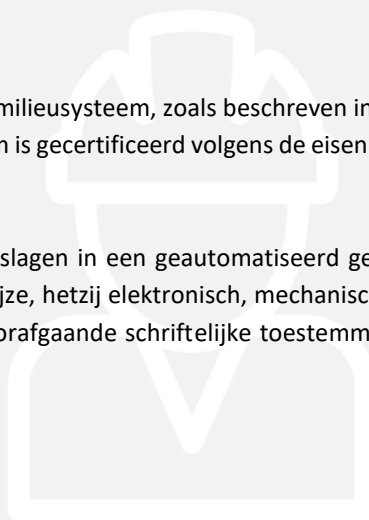 milieusysteem, zoals beschreven in
is gecertificeerd volgens de eisen
slagen in een geautomatiseerd ge
jze, hetzij elektronisch, mechanisc
orafgaande schriftelijke toestemm